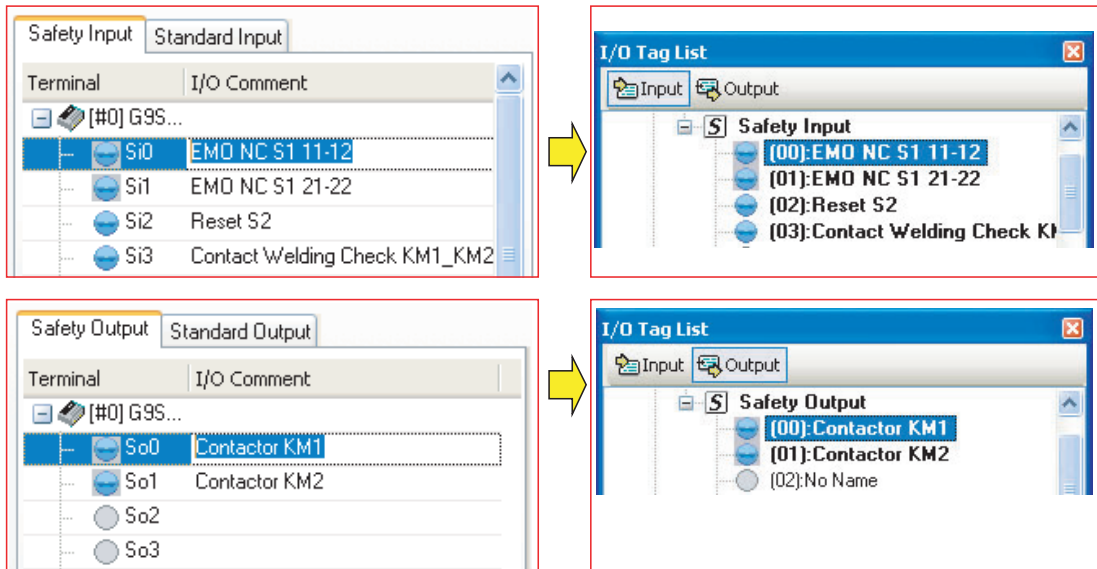 Safety Input Standard Input
Terminal I/O Comment
[#0] G9S...
Si0 EMO NC S1 11-12
Si1 EMO NC S1 21-22
Si2 Reset S2
Si3 Contact Welding Check KM1_KM2
I/O Tag List
Input Output
S Safety Input
(00):EMO NC S1 11-12
(01):EMO NC S1 21-22
(02):Reset S2
(03):Contact Welding Check
Safety Output Standard Output
Terminal I/O Comment
[#0] G9S...
So0 Contactor KM1
So1 Contactor KM2
So2
So3
I/O Tag List
Input Output
S Safety Output
(00):Contactor KM1
(01):Contactor KM2
(02):No Name